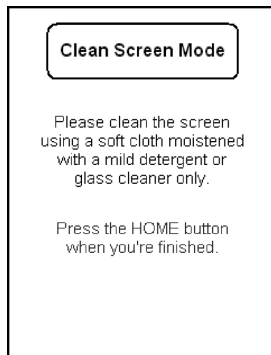 Clean Screen Mode
Please clean the screen
using a soft cloth moistened
with a mild detergent or
glass cleaner only.
Press the HOME button
when you're finished.